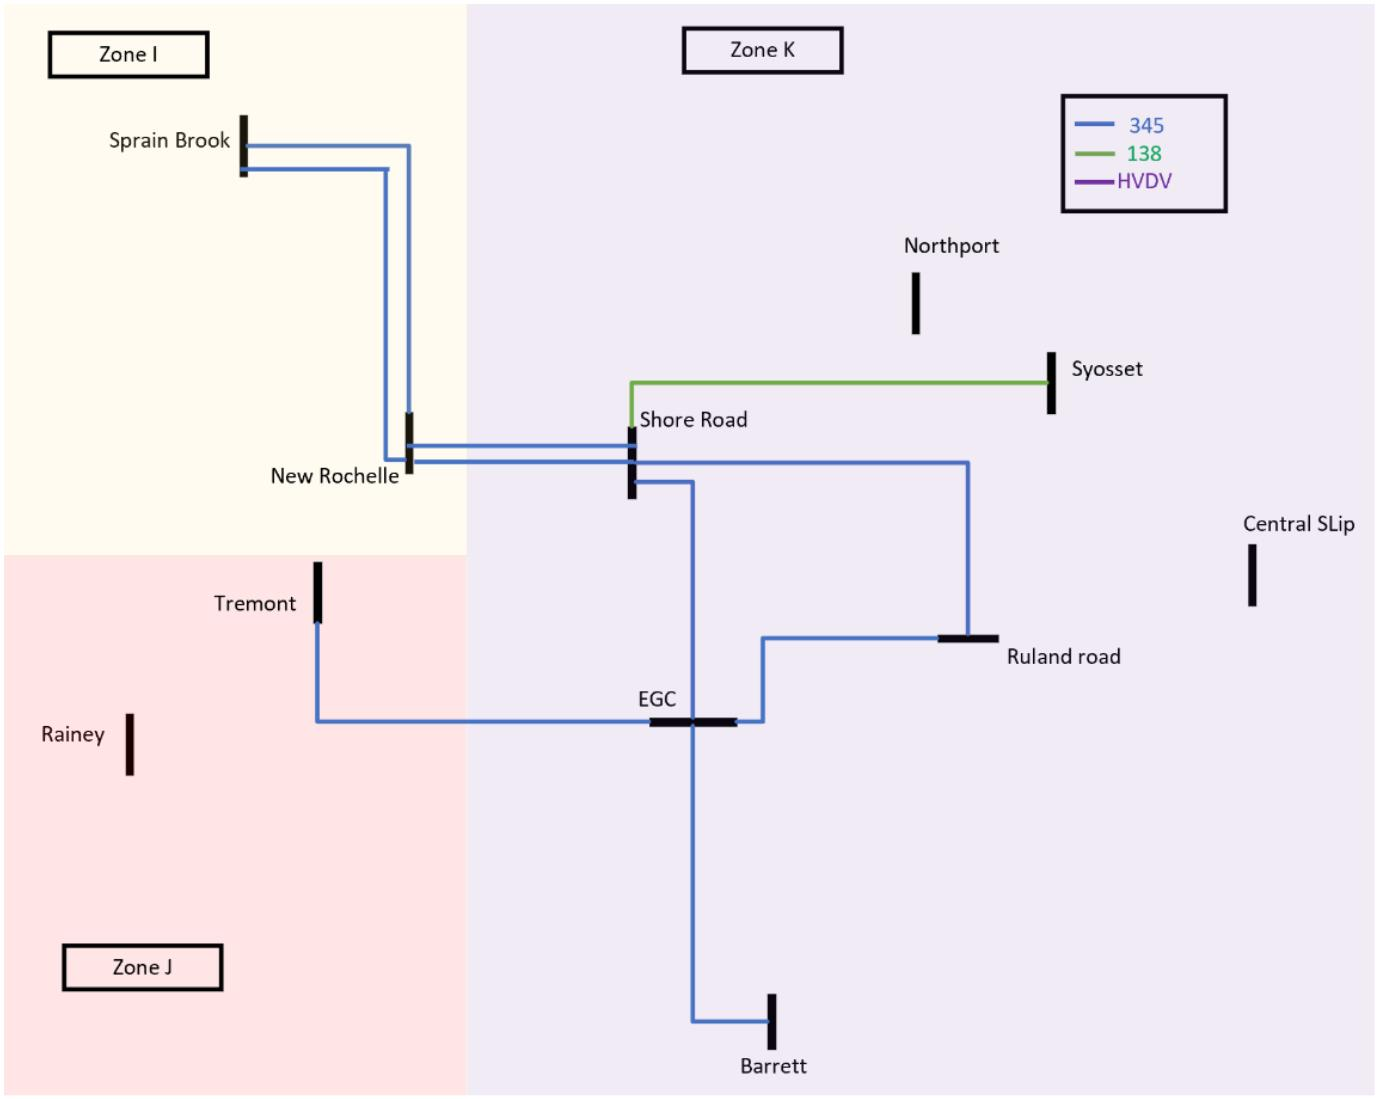 Zone I
Zone K
Sprain Brook
345
138
HVDV
Northport
Syosset
Shore Road
New Rochelle
Central SLip
Tremont
Ruland road
EGC
Rainey
Zone J
Barrett